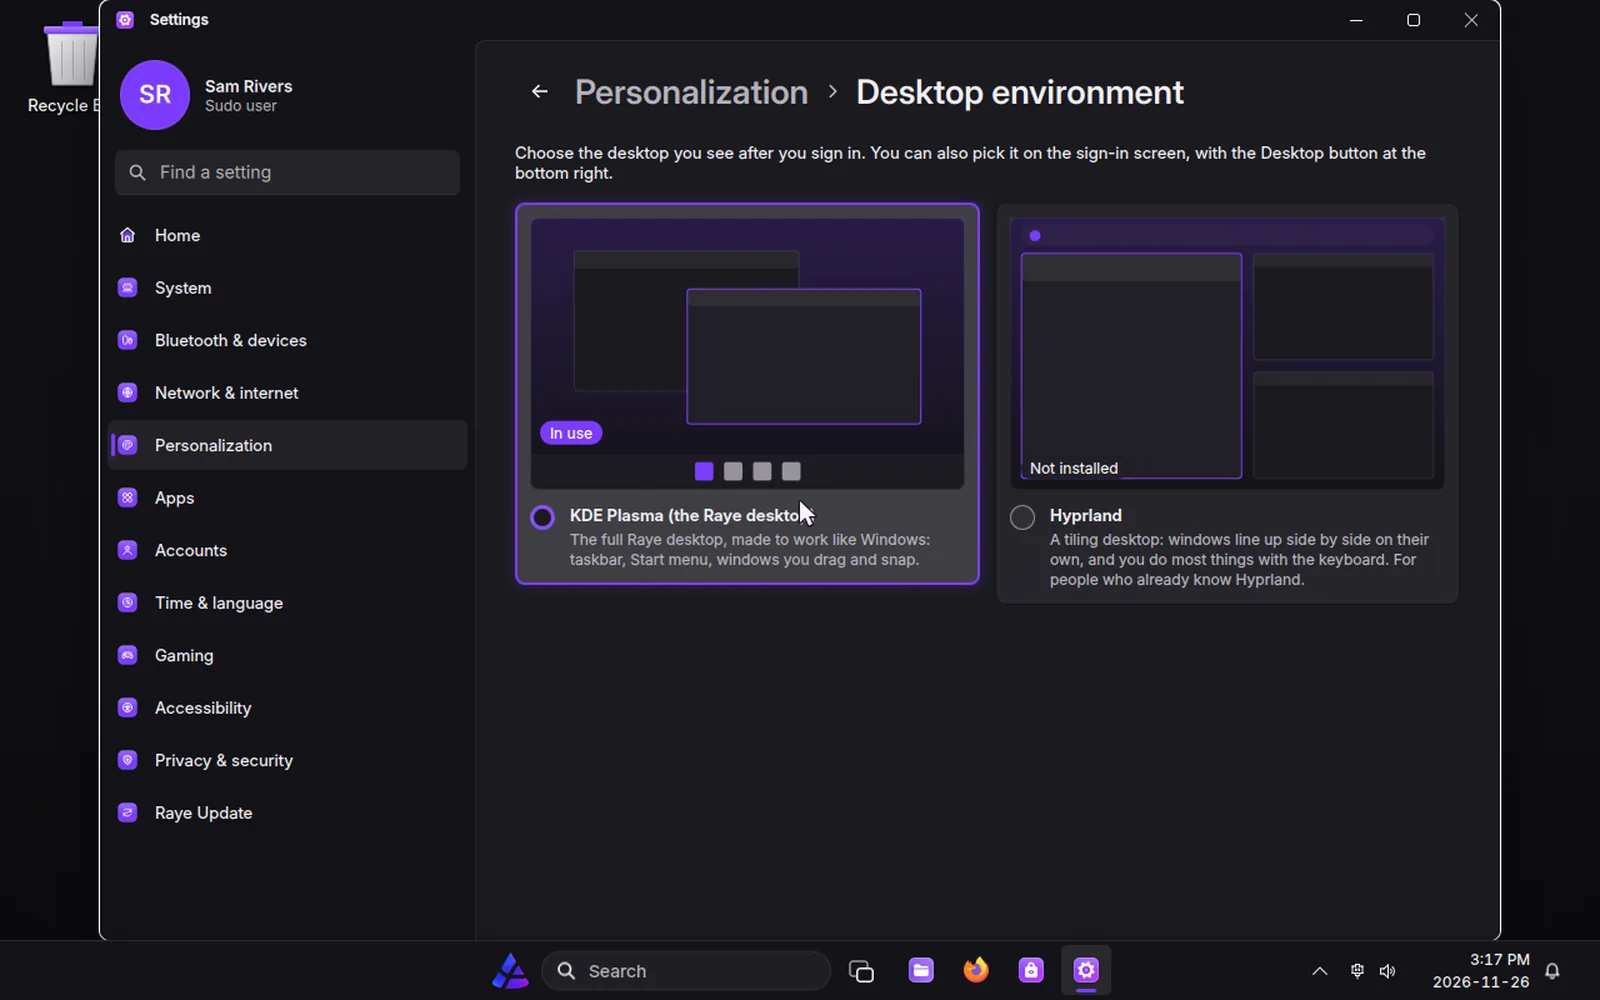 Settings
Recycle
SR
Sam Rivers
Sudo user
Find a setting
Home
System
Bluetooth & devices
Network & internet
Personalization
Apps
Accounts
Time & language
Gaming
Accessibility
Privacy & security
Raye Update
Personalization > Desktop environment
Choose the desktop you see after you sign in. You can also pick it on the sign-in screen, with the Desktop button at the
bottom right.
In use
KDE Plasma (the Raye desktop
The full Raye desktop, made to work like Windows:
taskbar, Start menu, windows you drag and snap.
Not installed
Hyprland
A tiling desktop: windows line up side by side on their
own, and you do most things with the keyboard. For
people who already know Hyprland.
Search
3:17 PM
2026-11-26